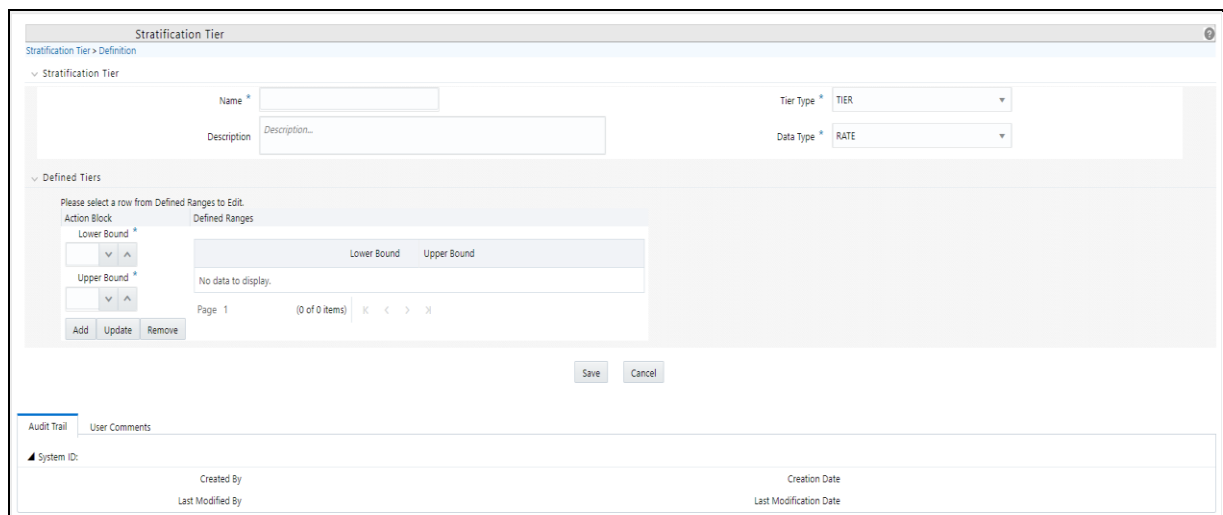 Stratification Tier
Stratification Tier > Definition
Stratification Tier
Name * Tier Type * TIER
Description Description... Data Type * RATE
Defined Tiers
Please select a row from Defined Ranges to Edit.
Action Block Defined Ranges
Lower Bound *
Lower Bound Upper Bound
Upper Bound *
No data to display.
Page 1 (0 of 0 items)
Add Update Remove
Save Cancel
Audit Trail User Comments
System ID:
Created By Creation Date
Last Modified By Last Modification Date